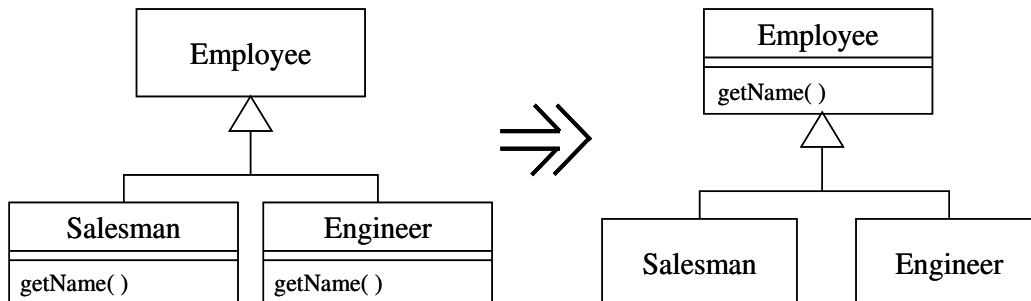 Employee
Salesman
getName( )
Engineer
getName( )
Employee
getName( )
Salesman
Engineer